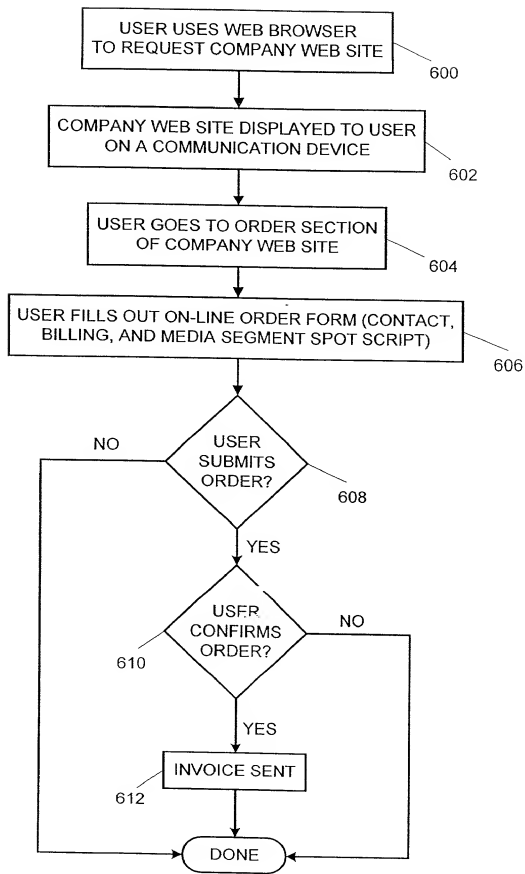 USER USES WEB BROWSER
TO REQUEST COMPANY WEB SITE
600
COMPANY WEB SITE DISPLAYED TO USER
ON A COMMUNICATION DEVICE
602
USER GOES TO ORDER SECTION
OF COMPANY WEB SITE
604
USER FILLS OUT ON-LINE ORDER FORM (CONTACT,
BILLING, AND MEDIA SEGMENT SPOT SCRIPT)
606
NO
USER
SUBMITS
ORDER?
608
YES
USER
CONFIRMS
ORDER?
NO
610
YES
INVOICE SENT
612
DONE